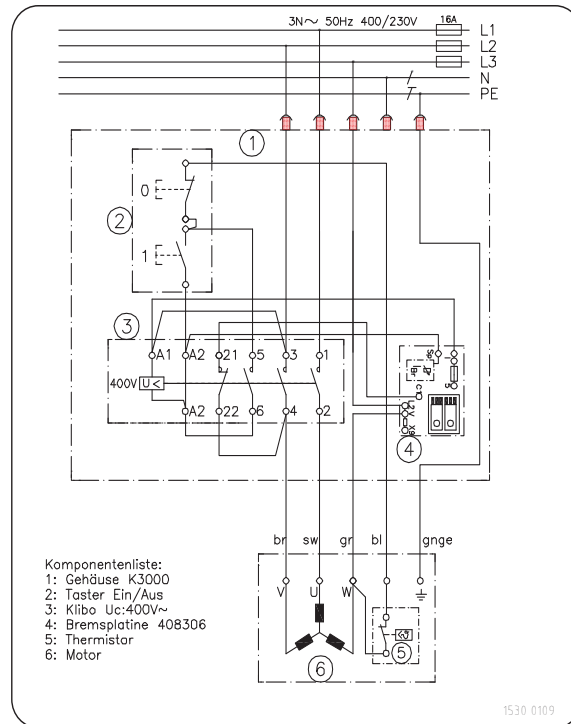 3N~ 50Hz 400/230V
16A
L1
L2
L3
N
PE
1
0
2
1
3
A1 A2 21 5 3 1
400V U<
A2 22 6 4 2
4
br sw gr bl gnge
V U W
5
6
Komponentenliste:
1: Gehäuse K3000
2: Taster Ein/Aus
3: Klibo Uc:400V~
4: Bremsplatine 408306
5: Thermistar
6: Motor
1530 0109